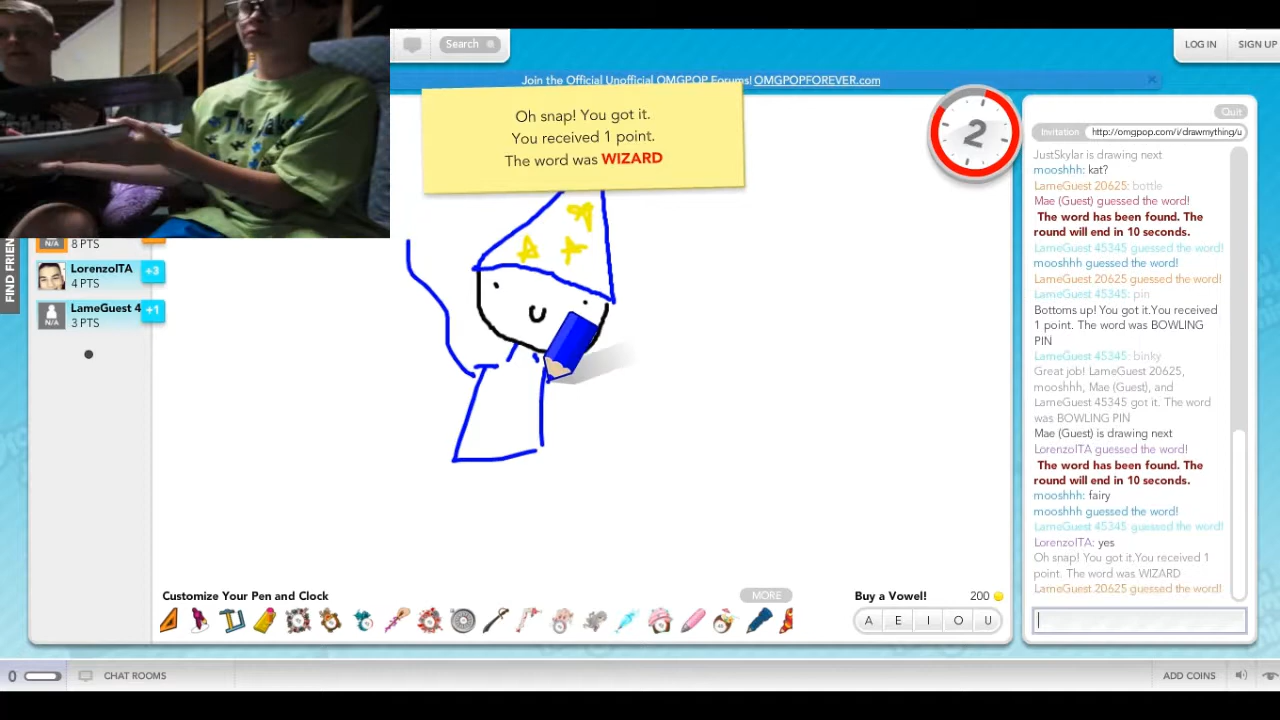 The Jake
Search
LOG IN
SIGN UP
Join the Official Unofficial OMGPOP Forums! OMGPOPFOREVER.com
Oh snap! You got it.
You received 1 point.
The word was WIZARD
2
Quit
Invitation http://omgpop.com/i/drawmything/u
FIND FRIEN
N/A
8 PTS
LorenzoITA +3
4 PTS
LameGuest 4 +1
N/A
3 PTS
JustSkylar is drawing next
mooshhh: kat?
LameGuest 20625: bottle
Mae (Guest) guessed the word!
The word has been found. The
round will end in 10 seconds.
LameGuest 45345 guessed the word!
mooshhh guessed the word!
LameGuest 20625 guessed the word!
LameGuest 45345: pin
Bottoms up! You got it.You received
1 point. The word was BOWLING
PIN
LameGuest 45345: binky
Great job! LameGuest 20625,
mooshhh, Mae (Guest), and
LameGuest 45345 got it. The word
was BOWLING PIN
Mae (Guest) is drawing next
LorenzoITA guessed the word!
The word has been found. The
round will end in 10 seconds.
mooshhh: fairy
mooshhh guessed the word!
LameGuest 45345 guessed the word!
LorenzoITA: yes
Oh snap! You got it.You received 1
point. The word was WIZARD
LameGuest 20625 guessed the word!
Customize Your Pen and Clock
MORE
Buy a Vowel!
200
A E I O U
0
CHAT ROOMS
ADD COINS